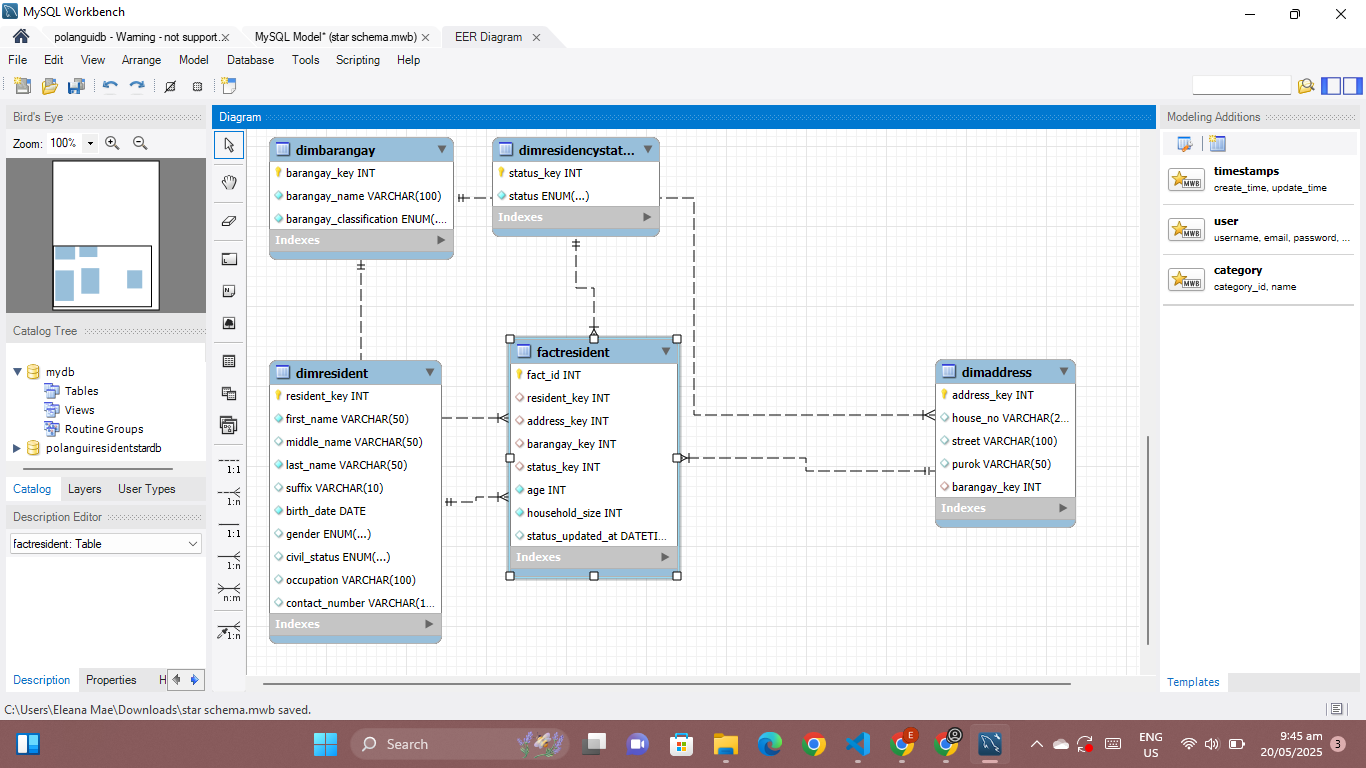 MySQL Workbench
polanguidb - Warning - not support...
MySQL Model* (star schema.mwb)
EER Diagram
File Edit View Arrange Model Database Tools Scripting Help
Bird's Eye
Zoom: 100%
Catalog Tree
mydb
Tables
Views
Routine Groups
polanguiresidentstardb
Catalog Layers User Types
Description Editor
factresident: Table
Description Properties H
Diagram
1:1
1:n
1:1
1:n
n:m
1:n
dimbarangay
barangay_key INT
barangay_name VARCHAR(100)
barangay_classification ENUM(....
Indexes
dimresidencystat...
status_key INT
status ENUM(...)
Indexes
dimresident
resident_key INT
first_name VARCHAR(50)
middle_name VARCHAR(50)
last_name VARCHAR(50)
suffix VARCHAR(10)
birth_date DATE
gender ENUM(...)
civil_status ENUM(...)
occupation VARCHAR(100)
contact_number VARCHAR(1...
Indexes
factresident
fact_id INT
resident_key INT
address_key INT
barangay_key INT
status_key INT
age INT
household_size INT
status_updated_at DATETI...
Indexes
dimaddress
address_key INT
house_no VARCHAR(2...
street VARCHAR(100)
purok VARCHAR(50)
barangay_key INT
Indexes
Modeling Additions
MWB
timestamps
create_time, update_time
MWB
user
username, email, password, ...
MWB
category
category_id, name
Templates
C:\Users\Eleana Mae\Downloads\star schema.mwb saved.
Search
E
ENG
US
9:45 am
20/05/2025
3